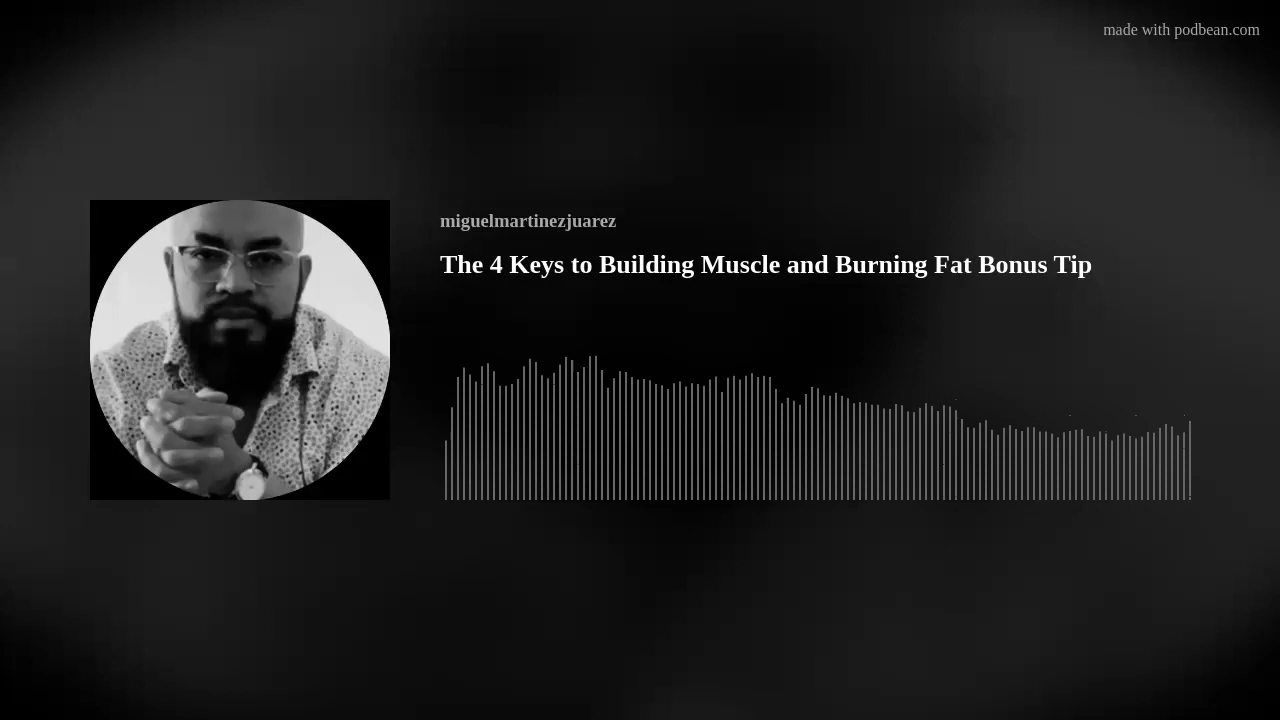 made with podbean.com
miguelmartinezjuarez
The 4 Keys to Building Muscle and Burning Fat Bonus Tip